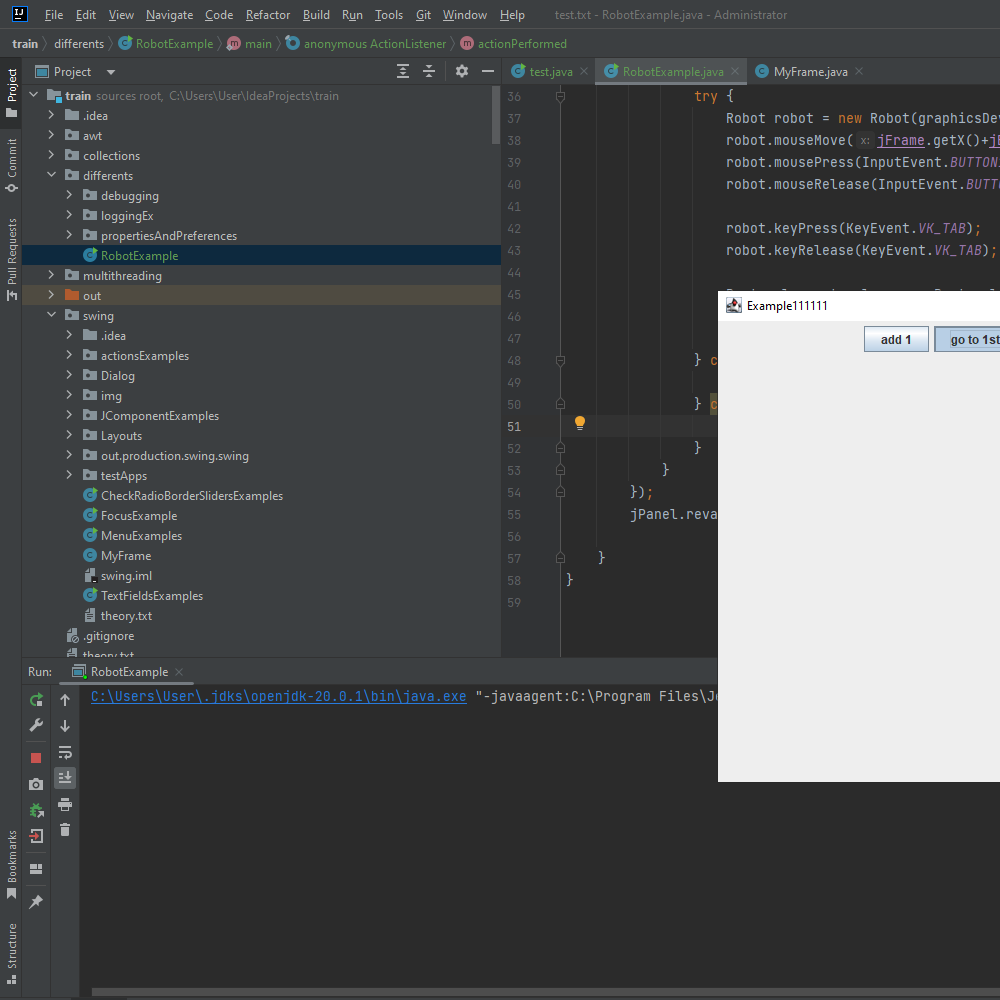 File Edit View Navigate Code Refactor Build Run Tools Git Window Help test.txt - RobotExample.java - Administrator
train differents RobotExample main anonymous ActionListener actionPerformed
Project
test.java RobotExample.java MyFrame.java
train sources root, C:\Users\User\IdeaProjects\train
.idea
awt
collections
differents
debugging
loggingEx
propertiesAndPreferences
RobotExample
multithreading
out
swing
.idea
actionsExamples
Dialog
img
JComponentExamples
Layouts
out.production.swing.swing
testApps
CheckRadioBorderSlidersExamples
FocusExample
MenuExamples
MyFrame
swing.iml
TextFieldsExamples
theory.txt
.gitignore
theory.txt
Project
Commit
Pull Requests
Bookmarks
Structure
36 try {
37 Robot robot = new Robot(graphicsDev
38 robot.mouseMove( x: jFrame.getX()+j
39 robot.mousePress(InputEvent.BUTTON
40 robot.mouseRelease(InputEvent.BUTTO
41
42 robot.keyPress(KeyEvent.VK_TAB);
43 robot.keyRelease(KeyEvent.VK_TAB);
44
45
46
47
48 } c
49
50 } c
51
52 }
53 }
54 });
55 jPanel.reva
56
57 }
58 }
59
Example111111
add 1 go to 1st
Run: RobotExample
C:\Users\User\.jdks\openjdk-20.0.1\bin\java.exe "-javaagent:C:\Program Files\Je